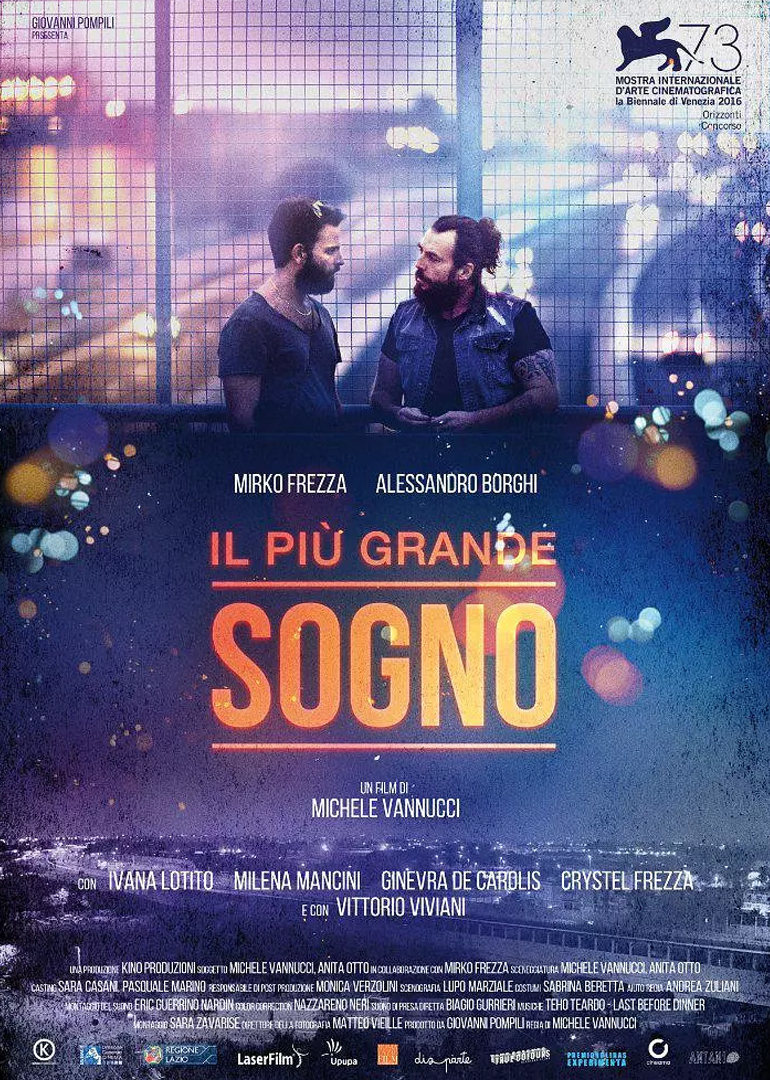 GIOVANNI POMPILI
PRESENTA
73
MOSTRA INTERNAZIONALE
D'ARTE CINEMATOGRAFICA
la Biennale di Venezia 2016
Orizzonti
Concorso
MIRKO FREZZA ALESSANDRO BORGHI
IL PIÙ GRANDE
SOGNO
UN FILM DI
MICHELE VANNUCCI
CON IVANA LOTITO MILENA MANCINI GINEVRA DE CAROLIS CRYSTEL FREZZA
E CON VITTORIO VIVIANI
UNA PRODUZIONE KINO PRODUZIONI SOGGETTO MICHELE VANNUCCI, ANITA OTTO IN COLLABORAZIONE CON MIRKO FREZZA SCENEGGIATURA MICHELE VANNUCCI, ANITA OTTO
CASTING SARA CASANI, PASQUALE MARINO RESPONSABILE DI POST PRODUZIONE MONICA VERZOLINI SCENOGRAFIA LUPO MARZIALE COSTUMI SABRINA BERETTA AIUTO REGIA ANDREA ZULIANI
MONTAGGIO DEL SUONO ERIC GUERRINO NARDIN COLOR CORRECTION NAZZARENO NERI SUONO DI PRESA DIRETTA BIAGIO GURRIERI MUSICHE TEHO TEARDO - LAST BEFORE DINNER
MONTAGGIO SARA ZAVARISE DIRETTORE DELLA FOTOGRAFIA MATTEO VIEILLE PRODOTTO DA GIOVANNI POMPILI REGIA DI MICHELE VANNUCCI
K REGIONE LAZIO LaserFilm Upupa FILM dia parte PREMIO SOLINAS EXPERIMENTA cineama ANTANI